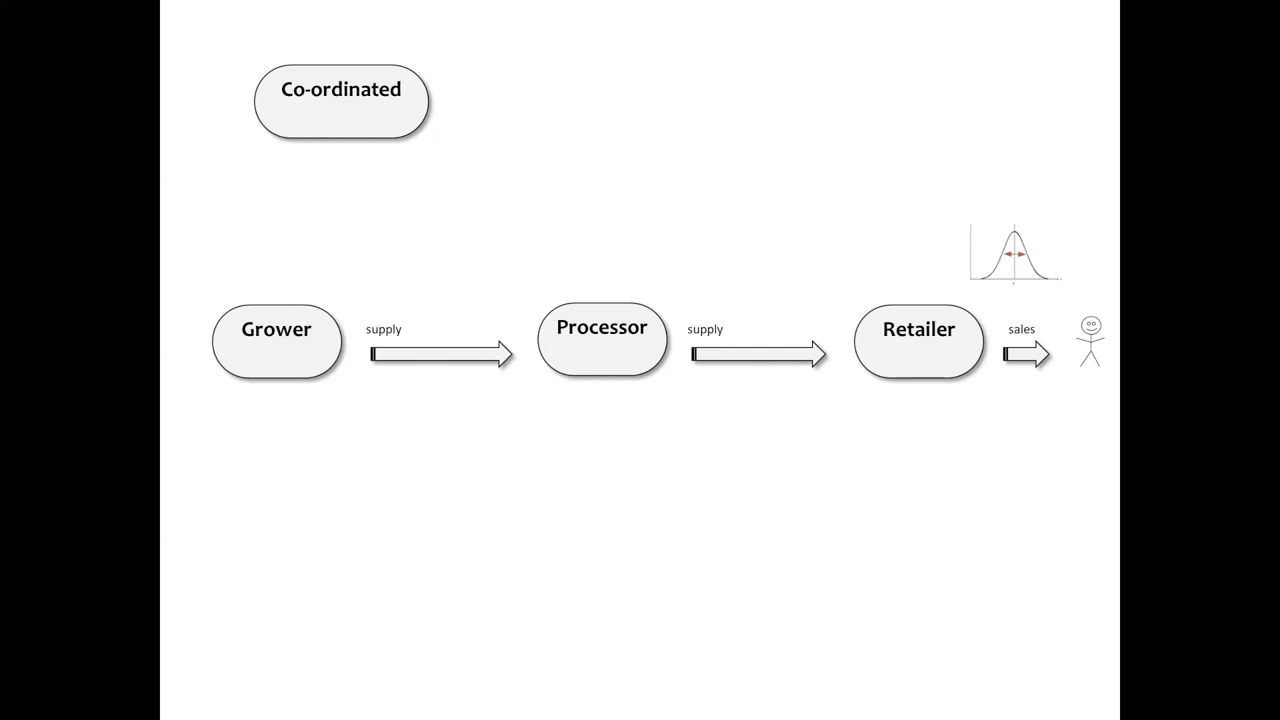 Co-ordinated
Grower
supply
Processor
supply
Retailer
sales